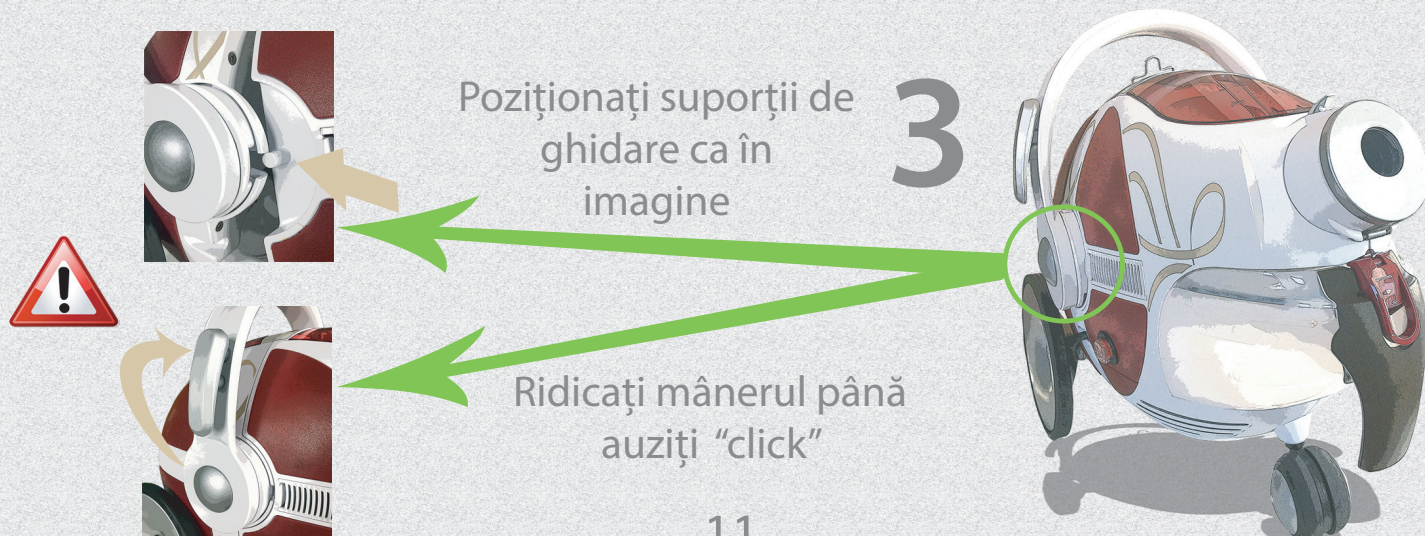 Poziționați suporții de
ghidare ca în
imagine
3
Ridicați mânerul până
auziți “click”
11